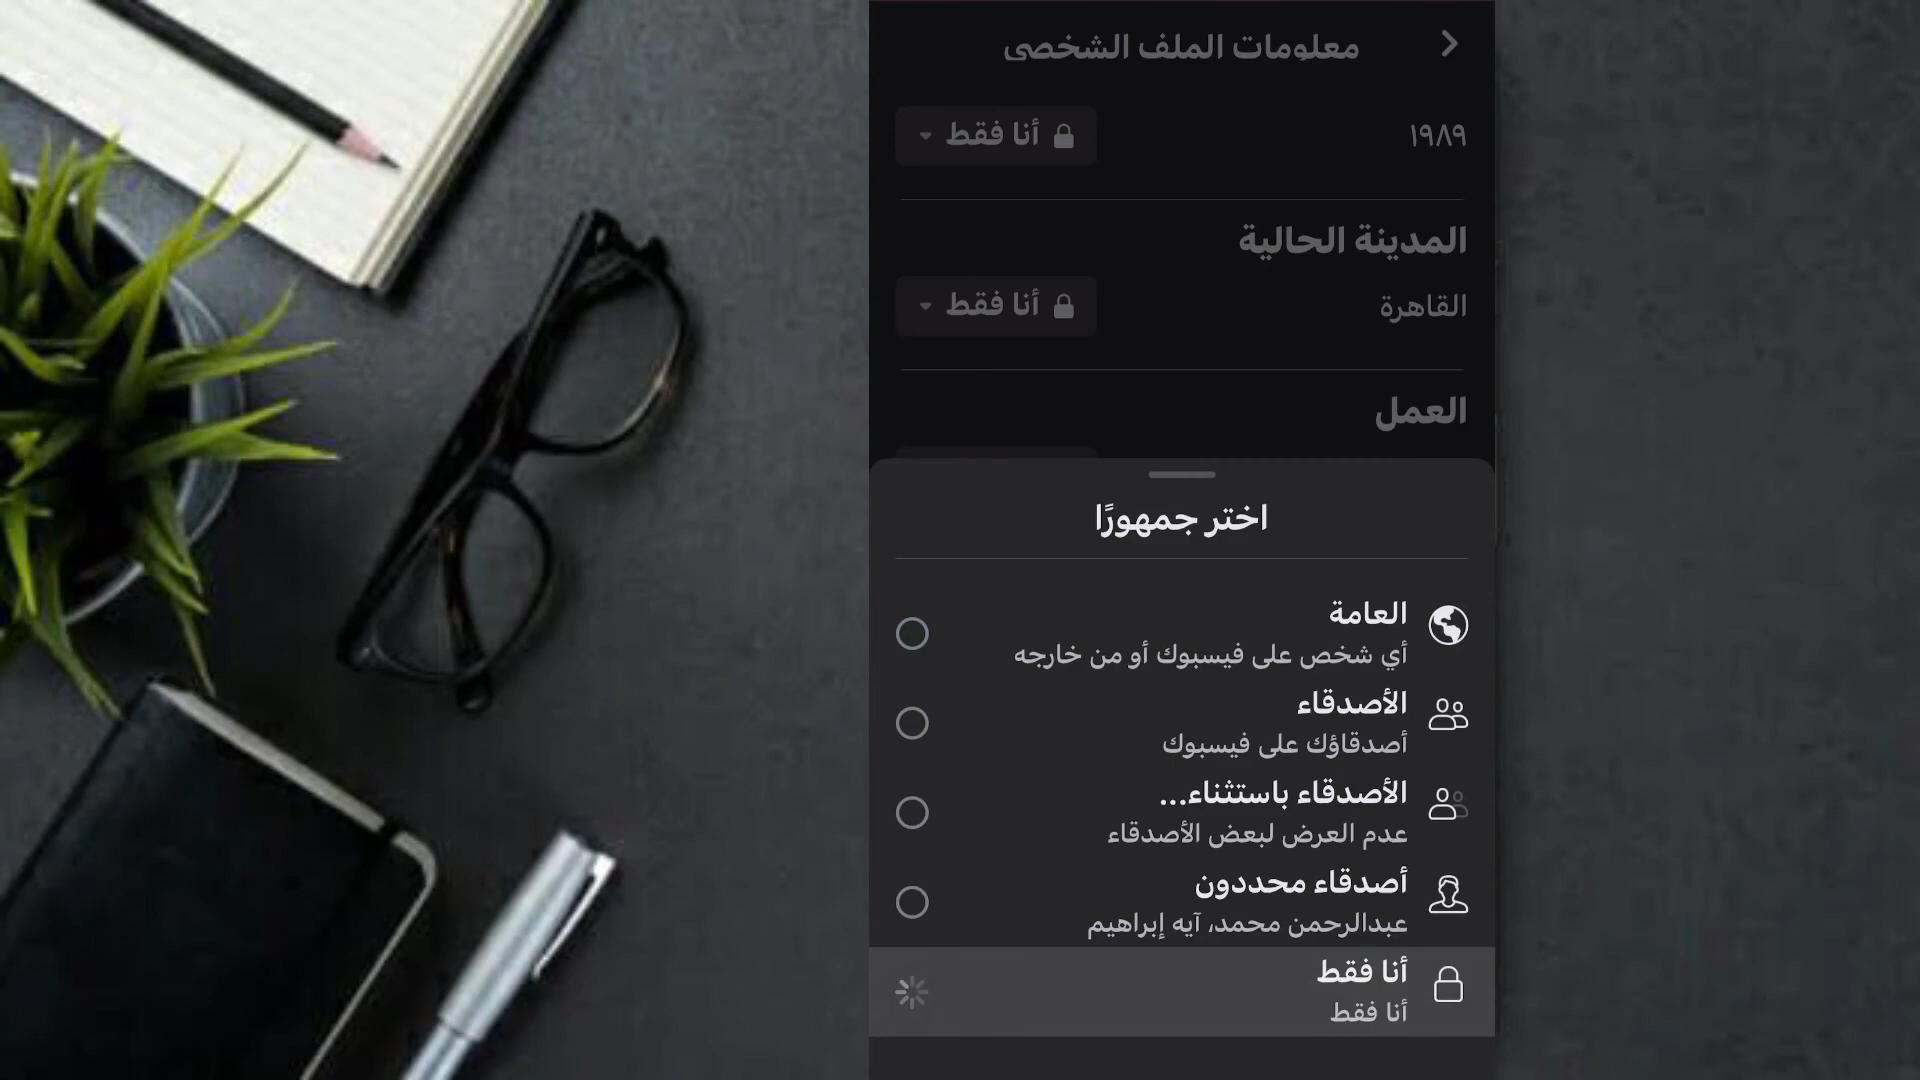 معلومات الملف الشخصي
١٩٨٩
أنا فقط
المدينة الحالية
القاهرة
أنا فقط
العمل
اختر جمهورًا
العامة
أي شخص على فيسبوك أو من خارجه
الأصدقاء
أصدقاؤك على فيسبوك
الأصدقاء باستثناء...
عدم العرض لبعض الأصدقاء
أصدقاء محددون
عبدالرحمن محمد، آيه إبراهيم
أنا فقط
أنا فقط